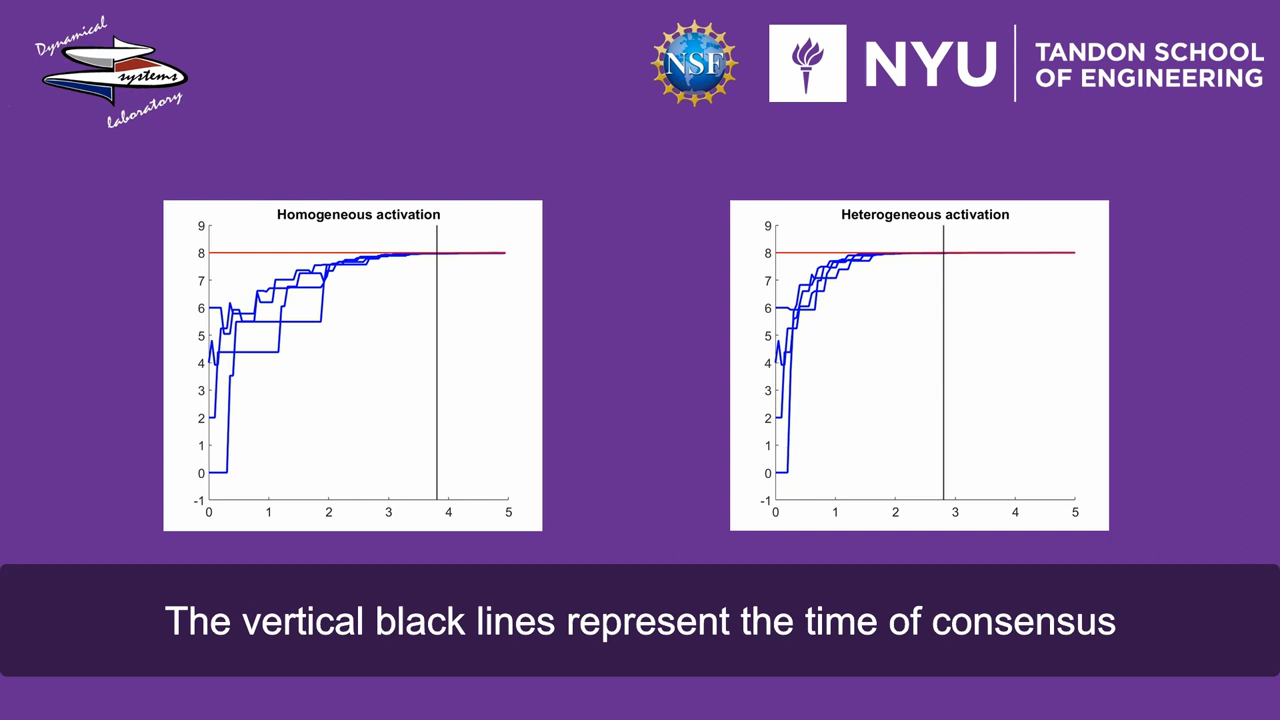 Dynamical
systems
laboratory
NSF
NYU
TANDON SCHOOL
OF ENGINEERING
Homogeneous activation
9
8
7
6
5
4
3
2
1
0
-1
0 1 2 3 4 5
Heterogeneous activation
9
8
7
6
5
4
3
2
1
0
-1
0 1 2 3 4 5
The vertical black lines represent the time of consensus